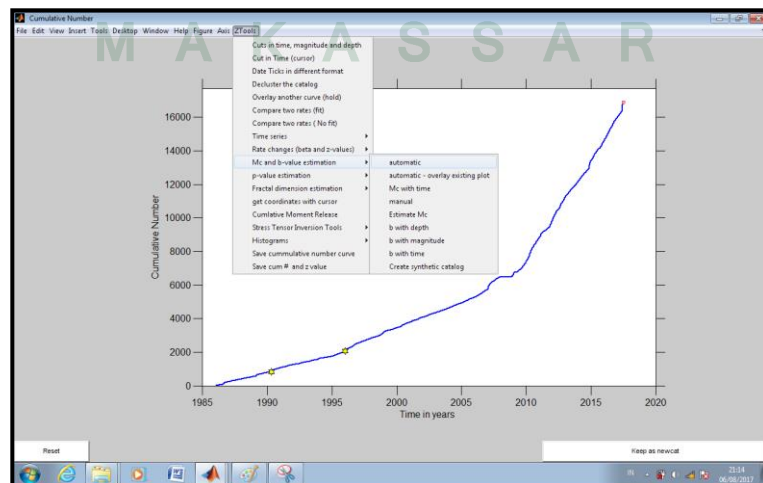 Cumulative Number
File Edit View Insert Tools Desktop Window Help Figure Axis ZTools
MAKASSAR
Cuts in time, magnitude and depth
Cut in Time (cursor)
Date Ticks in different format
Decluster the catalog
Overlay another curve (hold)
Compare two rates (fit)
Compare two rates ( No fit)
Time series
Rate changes (beta and z-values)
Mc and b-value estimation
p-value estimation
Fractal dimension estimation
get coordinates with cursor
Cumlative Moment Release
Stress Tensor Inversion Tools
Histograms
Save cummulative number curve
Save cum # and z value
automatic
automatic - overlay existing plot
Mc with time
manual
Estimate Mc
b with depth
b with magnitude
b with time
Create synthetic catalog
Cumulative Number
16000
14000
12000
10000
8000
6000
4000
2000
0
1985 1990 1995 2000 2005 2010 2015 2020
Time in years
Reset
Keep as newcat
IN
21:14
06/08/2017